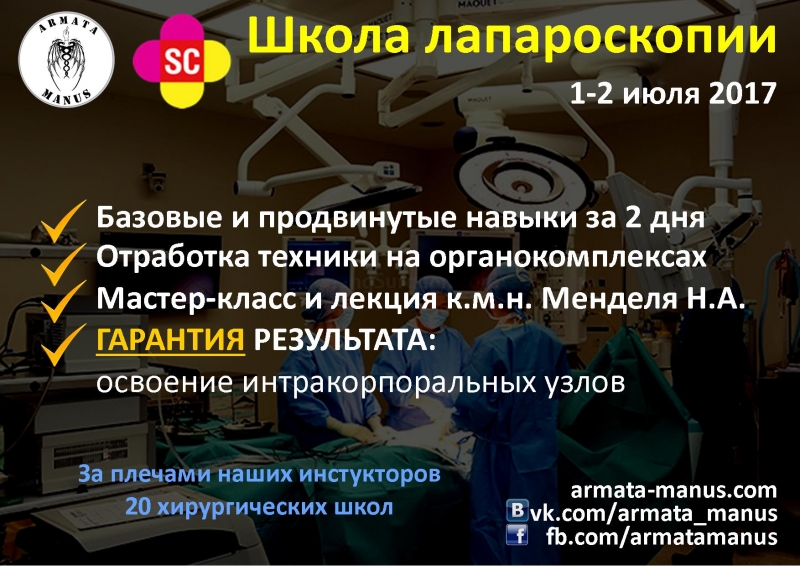 ARMATA
MANUS
SC
Школа лапароскопии
1-2 июля 2017
MAQUET
MAQUET
Базовые и продвинутые навыки за 2 дня
Отработка техники на органокомплексах
Мастер-класс и лекция к.м.н. Менделя Н.А.
ГАРАНТИЯ РЕЗУЛЬТАТА:
освоение интракорпоральных узлов
За плечами наших инстукторов
20 хирургических школ
armata-manus.com
B vk.com/armata_manus
f fb.com/armatamanus